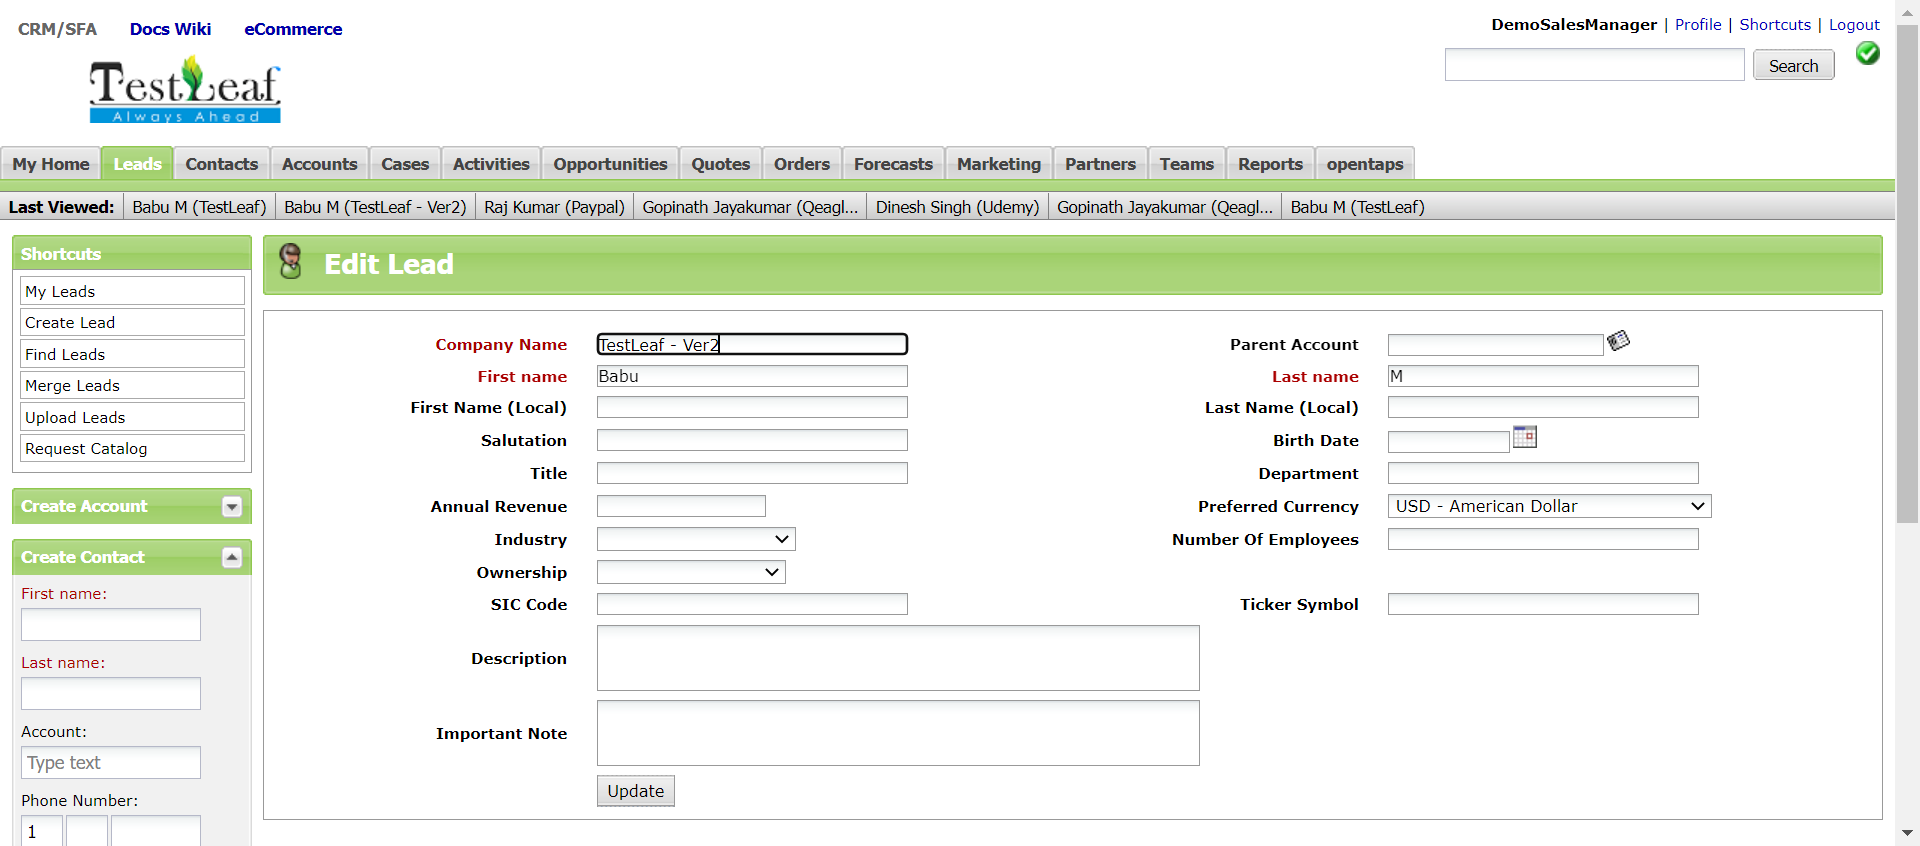 CRM/SFA Docs Wiki eCommerce
DemoSalesManager | Profile | Shortcuts | Logout
TestLeaf
Always Ahead
Search
My Home Leads Contacts Accounts Cases Activities Opportunities Quotes Orders Forecasts Marketing Partners Teams Reports opentaps
Last Viewed: Babu M (TestLeaf) Babu M (TestLeaf - Ver2) Raj Kumar (Paypal) Gopinath Jayakumar (Qeagl... Dinesh Singh (Udemy) Gopinath Jayakumar (Qeagl... Babu M (TestLeaf)
Shortcuts
My Leads
Create Lead
Find Leads
Merge Leads
Upload Leads
Request Catalog
Create Account
Create Contact
First name:
Last name:
Account:
Type text
Phone Number:
1
Edit Lead
Company Name TestLeaf - Ver2 Parent Account
First name Babu Last name M
First Name (Local) Last Name (Local)
Salutation Birth Date
Title Department
Annual Revenue Preferred Currency USD - American Dollar
Industry Number Of Employees
Ownership
SIC Code Ticker Symbol
Description
Important Note
Update